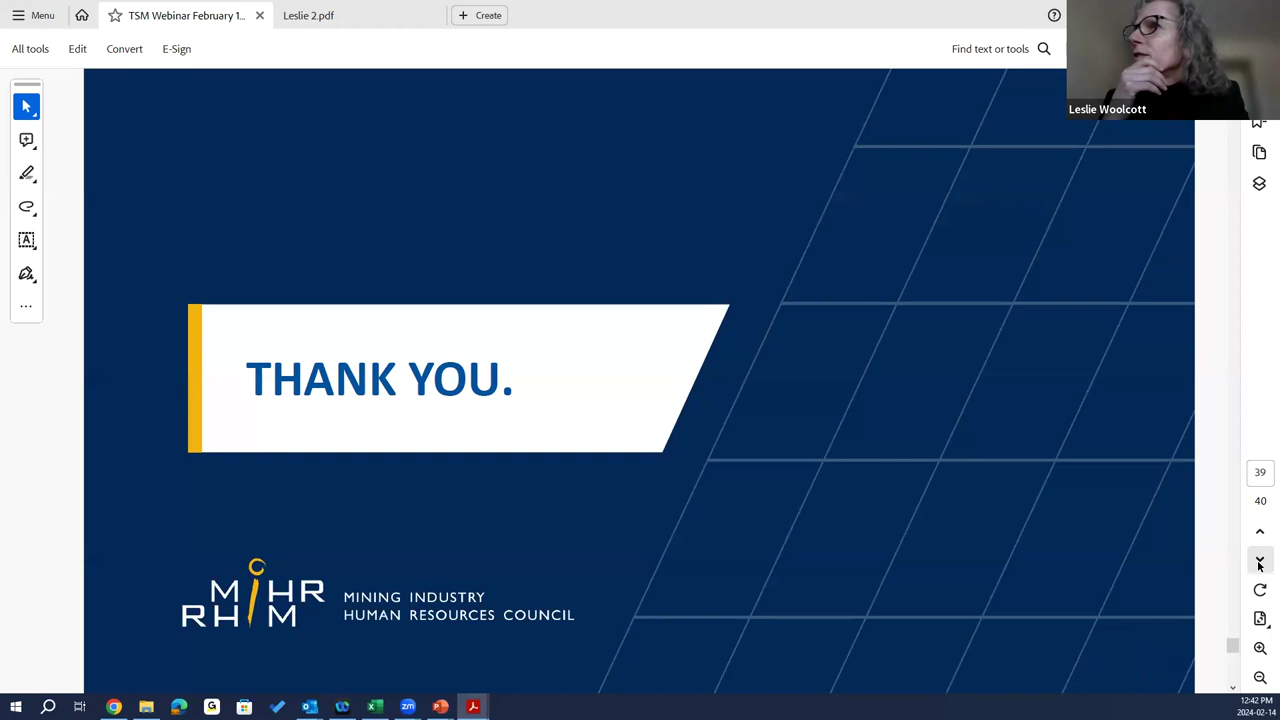 Menu
TSM Webinar February 1...
Leslie 2.pdf
Create
All tools
Edit
Convert
E-Sign
Find text or tools
Leslie Woolcott
THANK YOU.
MiHR
RHiM
MINING INDUSTRY
HUMAN RESOURCES COUNCIL
39
40
12:42 PM
2024-02-14